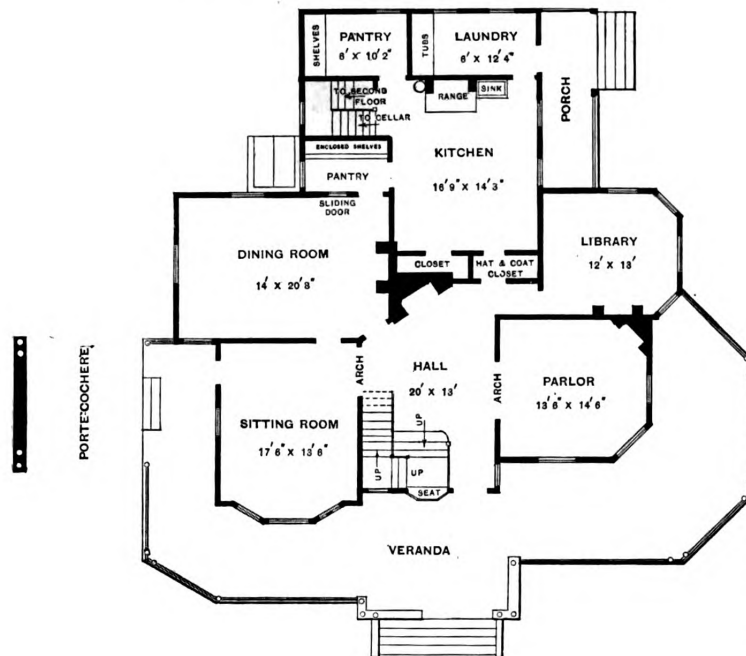 SHELVES
PANTRY
6' X 10'2"
TUBS
LAUNDRY
6' X 12'4"
TO SECOND
FLOOR
TO CELLAR
RANGE
SINK
PORCH
ENCLOSED SHELVES
PANTRY
SLIDING
DOOR
KITCHEN
16'9" X 14'3"
DINING ROOM
14' X 20'8"
CLOSET
HAT & COAT
CLOSET
LIBRARY
12' X 13'
PORTE COCHERE
SITTING ROOM
17'6" X 13'6"
ARCH
HALL
20' X 13'
ARCH
PARLOR
13'6" X 14'6"
UP
UP
UP
SEAT
VERANDA